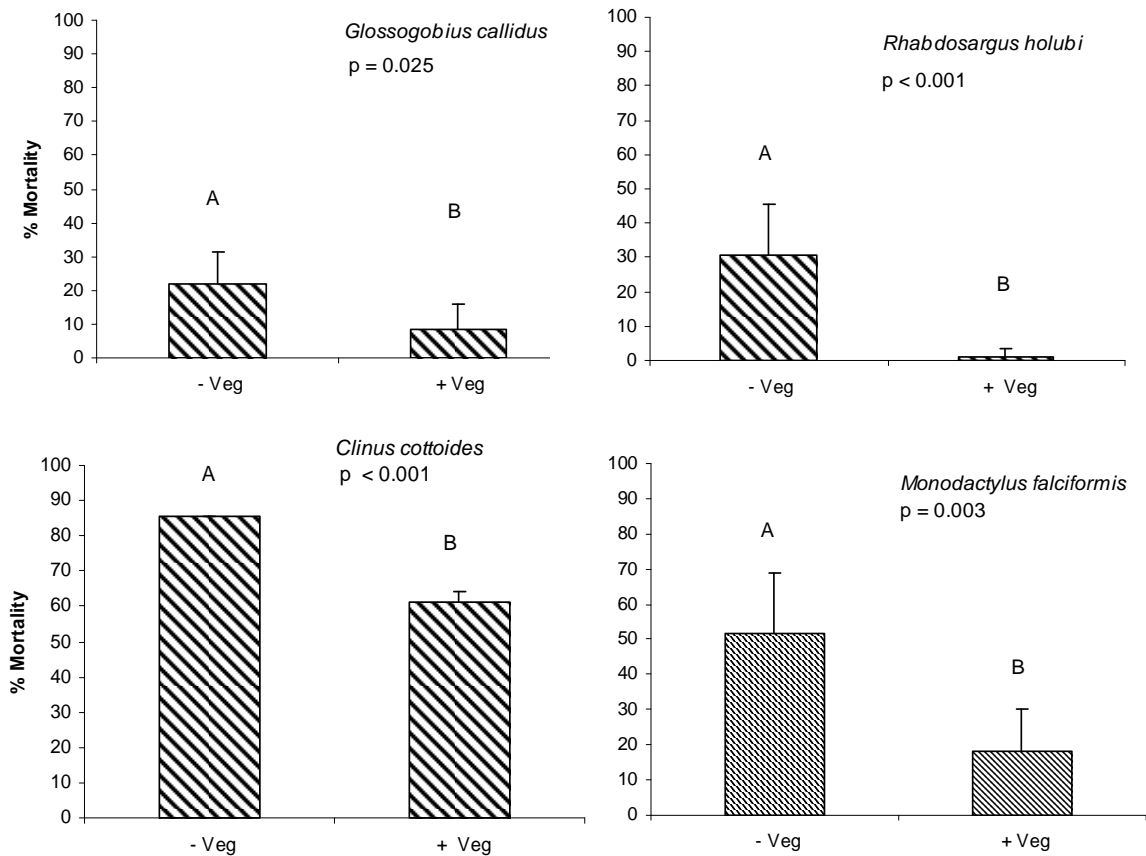 Glossogobius callidus
p = 0.025
% Mortality
100
90
80
70
60
50
40
30
20
10
0
A
B
- Veg
+ Veg
Rhabdosargus holubi
p < 0.001
100
90
80
70
60
50
40
30
20
10
0
A
B
- Veg
+ Veg
Clinus cottoides
p < 0.001
% Mortality
100
90
80
70
60
50
40
30
20
10
0
A
B
- Veg
+ Veg
Monodactylus falciformis
p = 0.003
100
90
80
70
60
50
40
30
20
10
0
A
B
- Veg
+ Veg